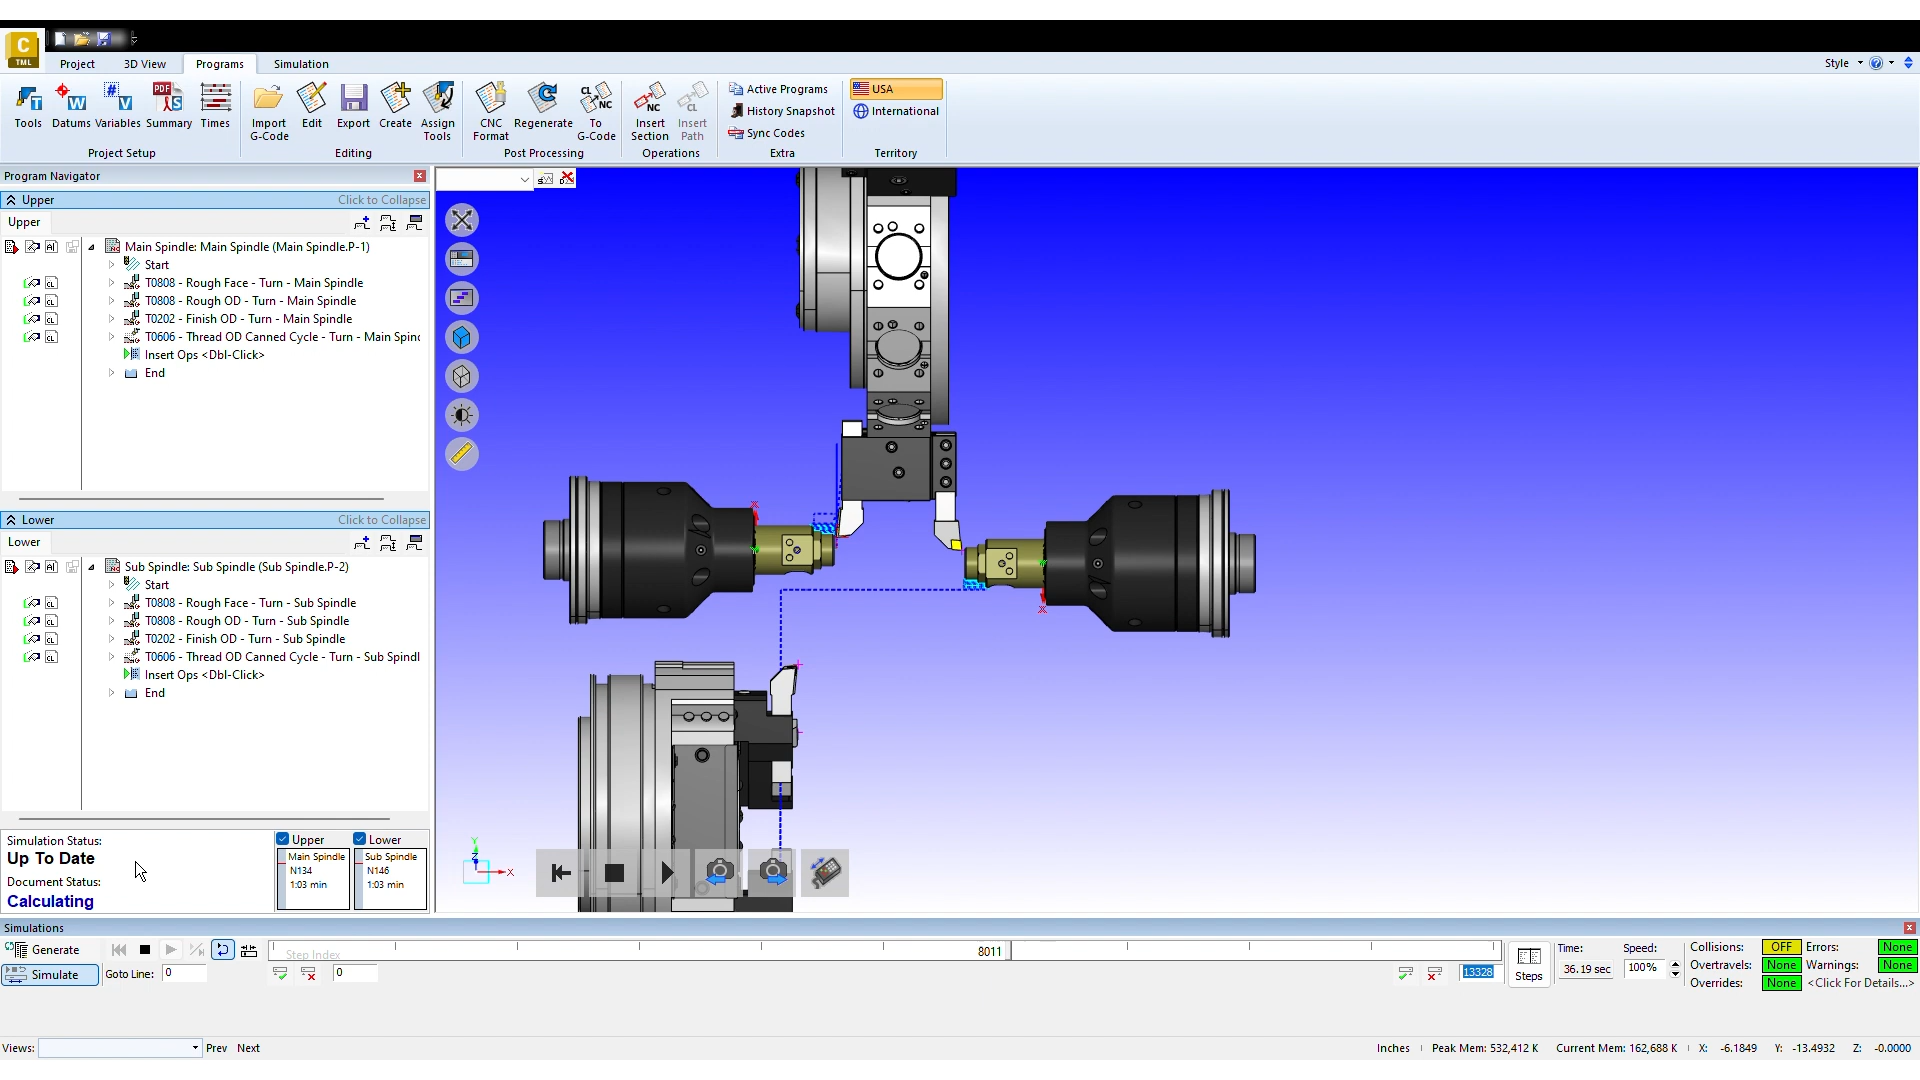 C
TML
Project 3D View Programs Simulation
Style
Tools Datums Variables Summary Times
Import G-Code Edit Export Create Assign Tools
CNC Format Regenerate CL NC To G-Code
NC Insert Section CL Insert Path
Active Programs
History Snapshot
Sync Codes
USA
International
Project Setup Editing Post Processing Operations Extra Territory
Program Navigator
Upper Click to Collapse
Upper
Main Spindle: Main Spindle (Main Spindle.P-1)
Start
T0808 - Rough Face - Turn - Main Spindle
T0808 - Rough OD - Turn - Main Spindle
T0202 - Finish OD - Turn - Main Spindle
T0606 - Thread OD Canned Cycle - Turn - Main Spind
Insert Ops <Dbl-Click>
End
Lower Click to Collapse
Lower
Sub Spindle: Sub Spindle (Sub Spindle.P-2)
Start
T0808 - Rough Face - Turn - Sub Spindle
T0808 - Rough OD - Turn - Sub Spindle
T0202 - Finish OD - Turn - Sub Spindle
T0606 - Thread OD Canned Cycle - Turn - Sub Spindl
Insert Ops <Dbl-Click>
End
Simulation Status:
Up To Date
Document Status:
Calculating
Upper Lower
Main Spindle Sub Spindle
N134 N146
1:03 min 1:03 min
Simulations
Generate
Step Index
8011
Simulate Goto Line: 0
0
13328
Steps
Time:
36.19 sec
Speed:
100%
Collisions: OFF Errors: None
Overtravels: None Warnings: None
Overrides: None <Click For Details...>
Views: Prev Next
Inches Peak Mem: 532,412 K Current Mem: 162,688 K X: -6.1849 Y: -13.4932 Z: -0.0000